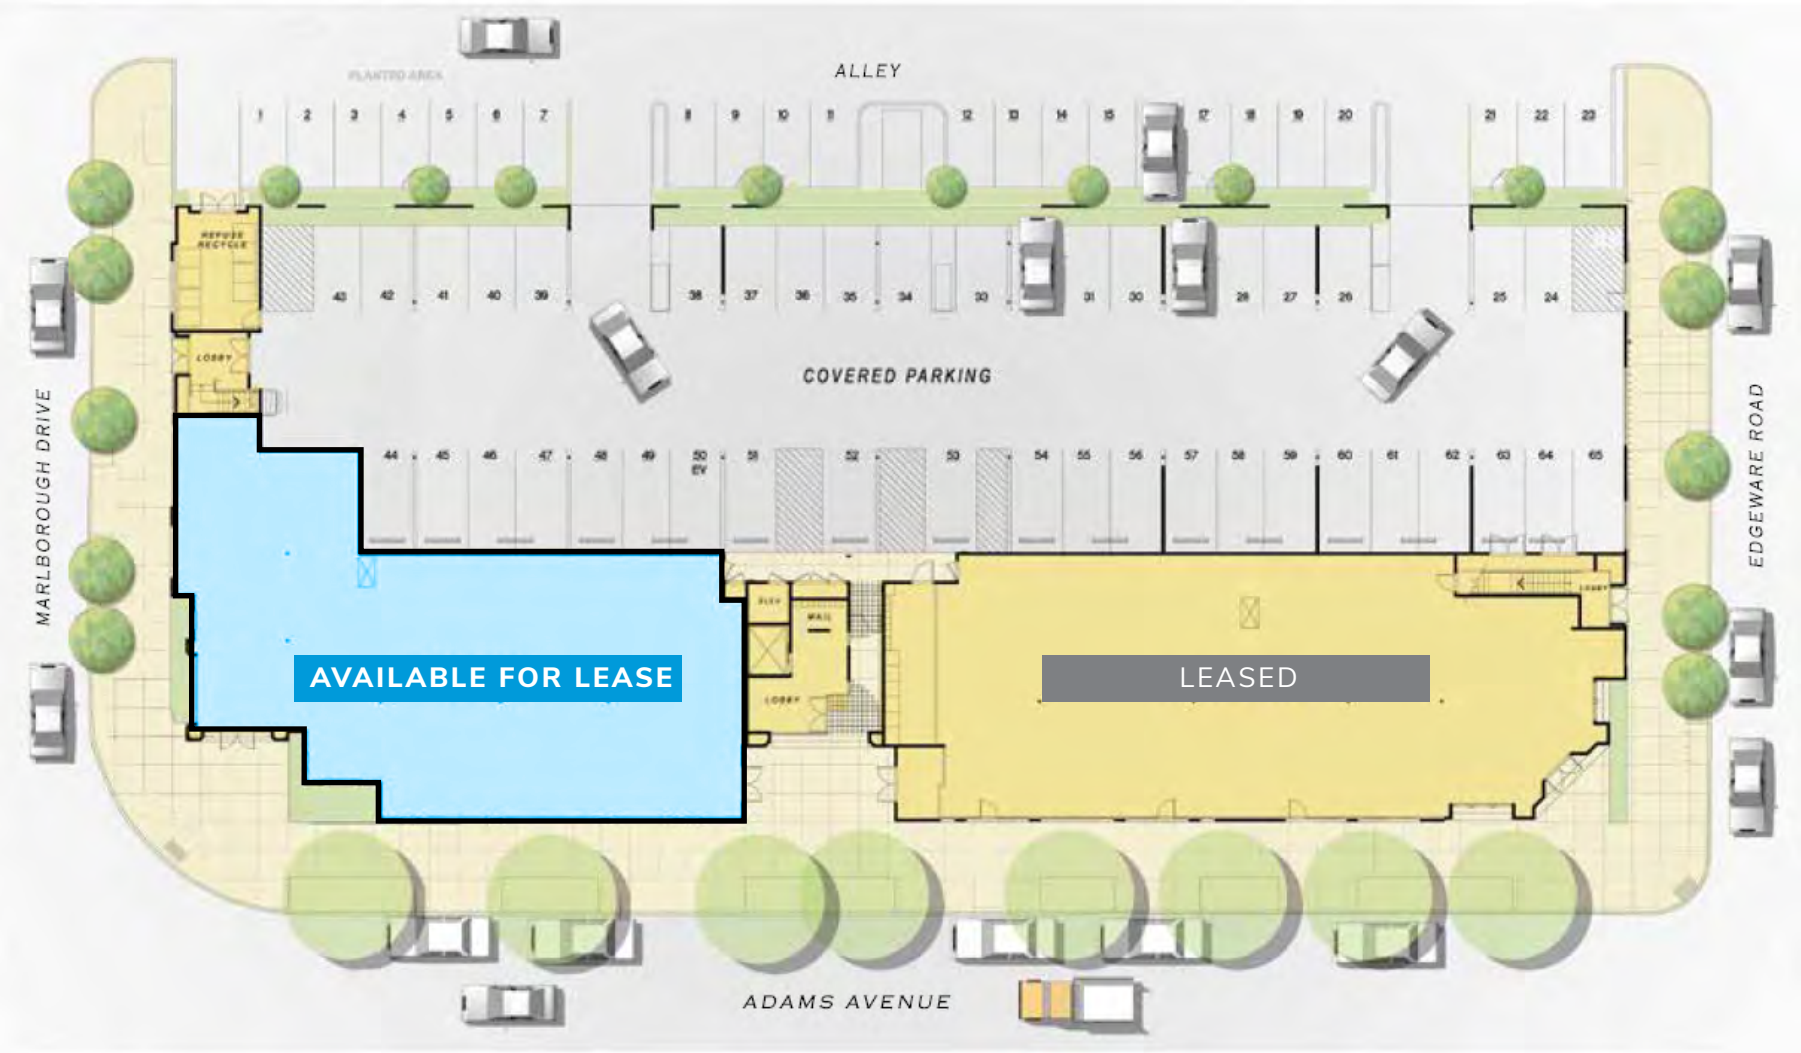 ALLEY
PLANTED AREA
1 2 3 4 5 6 7 8 9 10 11 12 13 14 15 17 18 19 20 21 22 23
REFUSE
RECYCLE
43 42 41 40 39 38 37 36 35 34 33 31 30 28 27 26 25 24
LOBBY
COVERED PARKING
MARLBOROUGH DRIVE
EDGEWARE ROAD
44 45 46 47 48 49 50 51 52 53 54 55 56 57 58 59 60 61 62 63 64 65
EV
ELEV
MAIL
LOBBY
AVAILABLE FOR LEASE
LEASED
LOBBY
ADAMS AVENUE